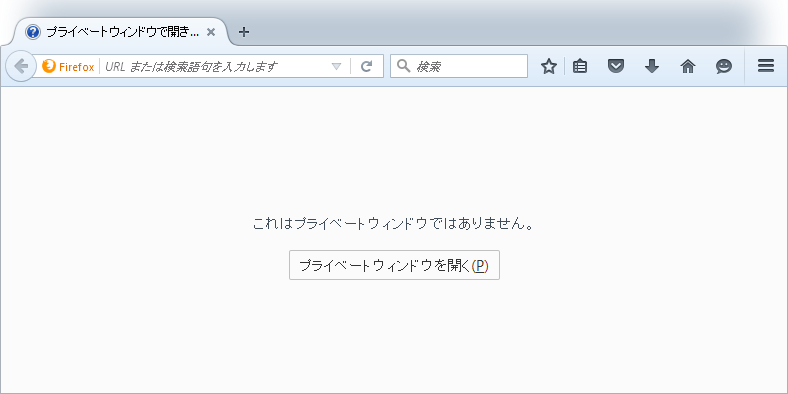 プライベートウィンドウで開き...
Firefox
URL または検索語句を入力します
検索
これはプライベートウィンドウではありません。
プライベートウィンドウを開く(P)